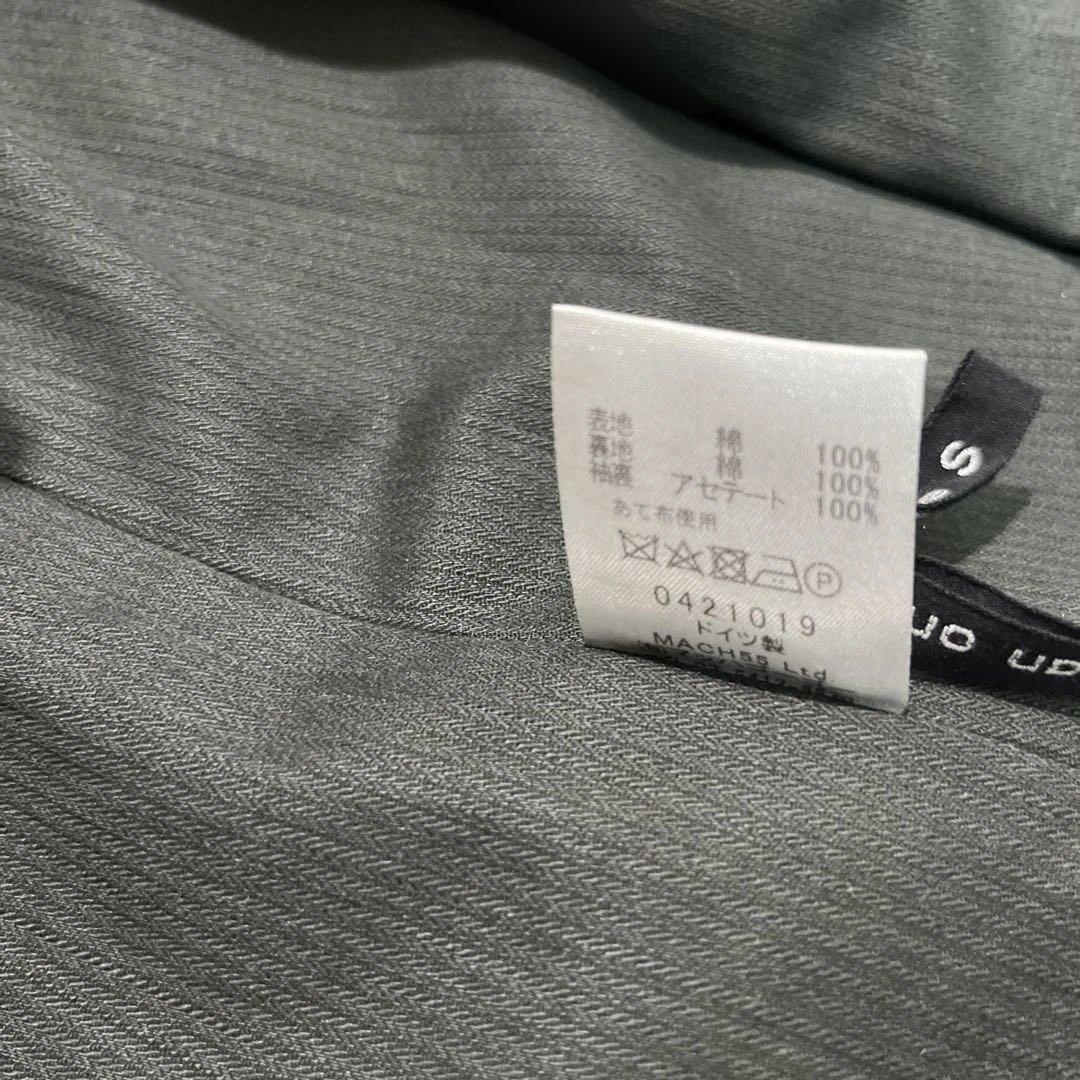 表地 綿 100%
裏地 綿 100%
袖裏 アセテート 100%
あて布使用
P
0421019
ドイツ製
MACH55 Ltd.
S